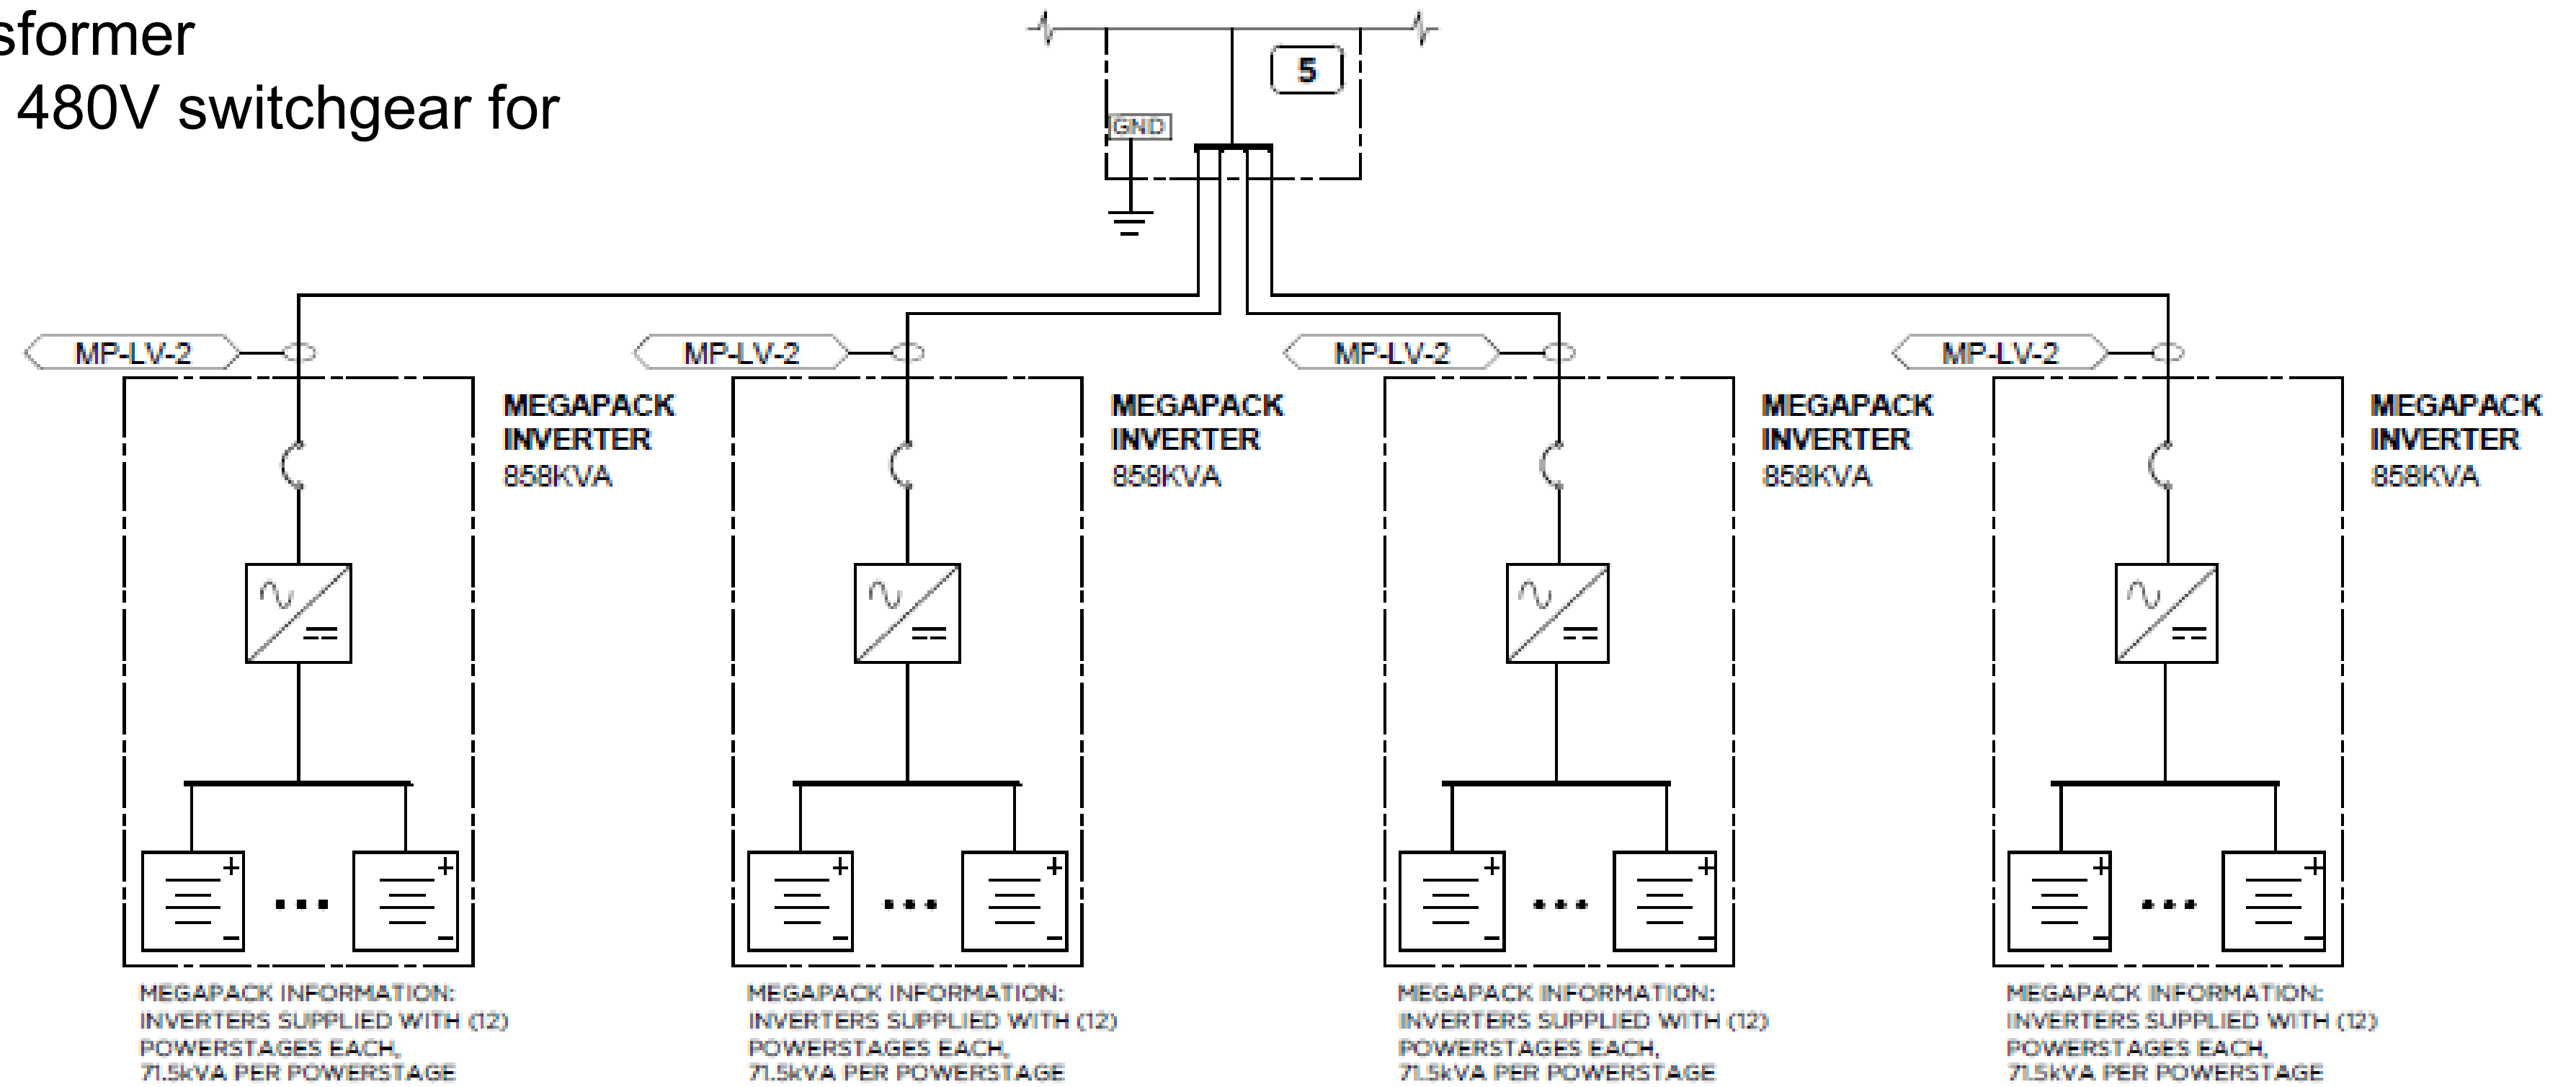 sformer
480V switchgear for
5
GND
MP-LV-2
MP-LV-2
MP-LV-2
MP-LV-2
MEGAPACK
INVERTER
858KVA
MEGAPACK
INVERTER
858KVA
MEGAPACK
INVERTER
858KVA
MEGAPACK
INVERTER
858KVA
MEGAPACK INFORMATION:
INVERTERS SUPPLIED WITH (12)
POWERSTAGES EACH,
71.5kVA PER POWERSTAGE
MEGAPACK INFORMATION:
INVERTERS SUPPLIED WITH (12)
POWERSTAGES EACH,
71.5kVA PER POWERSTAGE
MEGAPACK INFORMATION:
INVERTERS SUPPLIED WITH (12)
POWERSTAGES EACH,
71.5kVA PER POWERSTAGE
MEGAPACK INFORMATION:
INVERTERS SUPPLIED WITH (12)
POWERSTAGES EACH,
71.5kVA PER POWERSTAGE